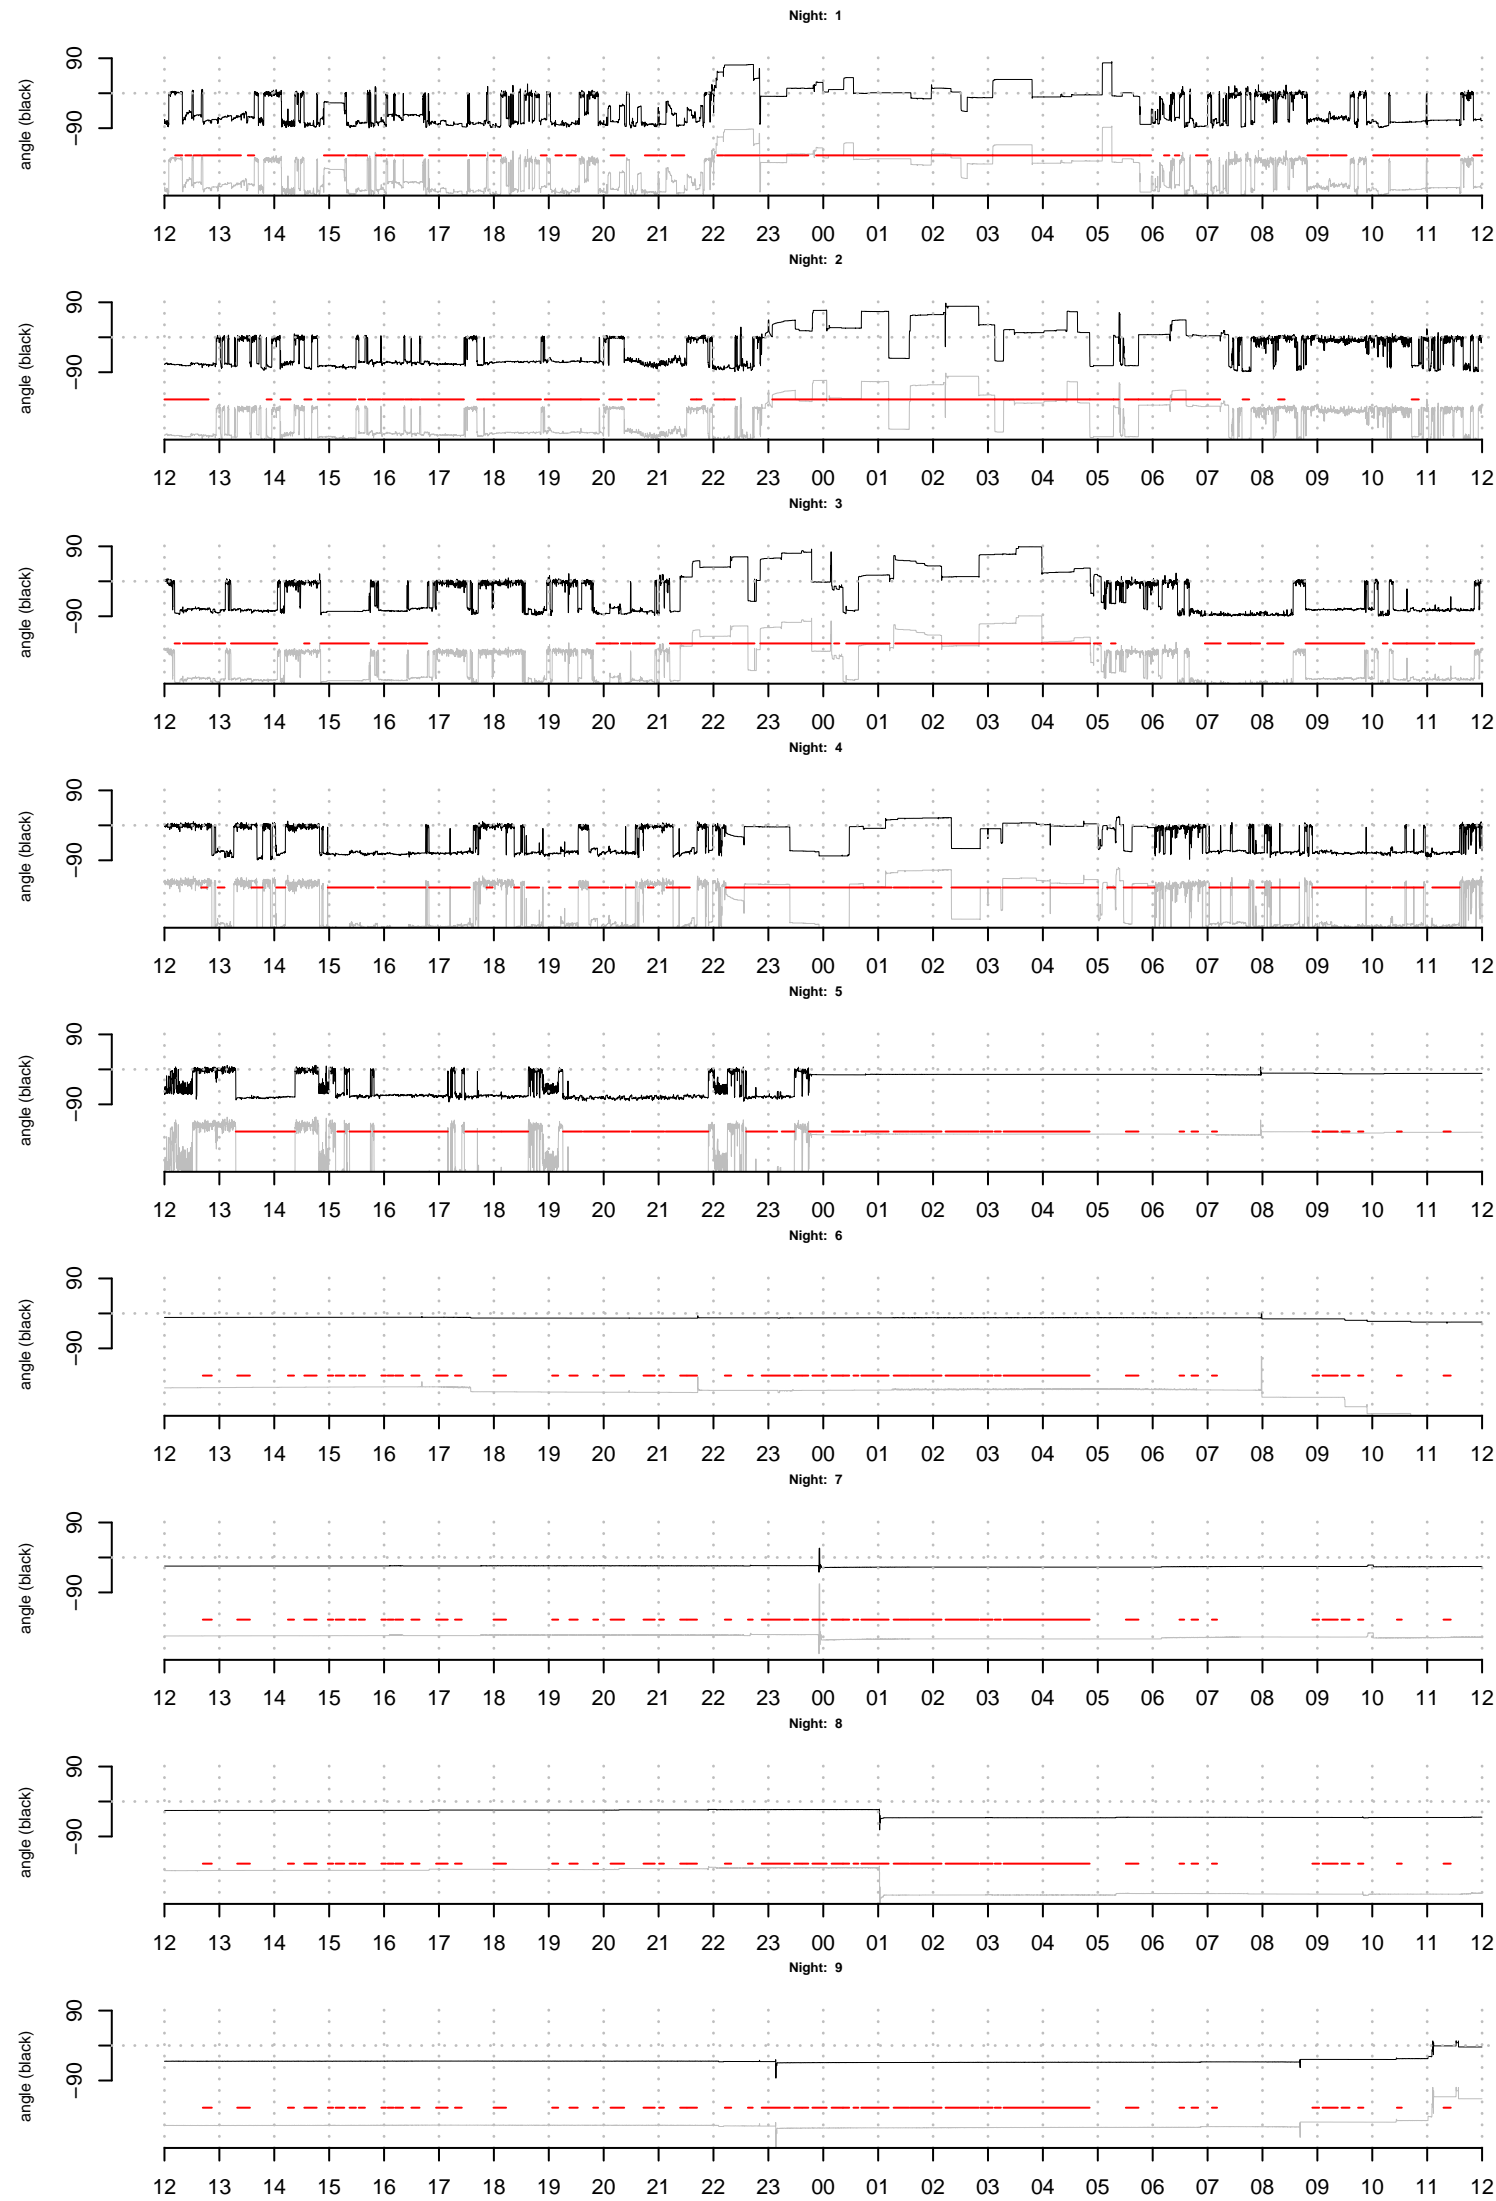 Night: 1
90
-90
angle (black)
12 13 14 15 16 17 18 19 20 21 22 23 00 01 02 03 04 05 06 07 08 09 10 11 12
Night: 2
90
-90
angle (black)
12 13 14 15 16 17 18 19 20 21 22 23 00 01 02 03 04 05 06 07 08 09 10 11 12
Night: 3
90
-90
angle (black)
12 13 14 15 16 17 18 19 20 21 22 23 00 01 02 03 04 05 06 07 08 09 10 11 12
Night: 4
90
-90
angle (black)
12 13 14 15 16 17 18 19 20 21 22 23 00 01 02 03 04 05 06 07 08 09 10 11 12
Night: 5
90
-90
angle (black)
12 13 14 15 16 17 18 19 20 21 22 23 00 01 02 03 04 05 06 07 08 09 10 11 12
Night: 6
90
-90
angle (black)
12 13 14 15 16 17 18 19 20 21 22 23 00 01 02 03 04 05 06 07 08 09 10 11 12
Night: 7
90
-90
angle (black)
12 13 14 15 16 17 18 19 20 21 22 23 00 01 02 03 04 05 06 07 08 09 10 11 12
Night: 8
90
-90
angle (black)
12 13 14 15 16 17 18 19 20 21 22 23 00 01 02 03 04 05 06 07 08 09 10 11 12
Night: 9
90
-90
angle (black)
12 13 14 15 16 17 18 19 20 21 22 23 00 01 02 03 04 05 06 07 08 09 10 11 12